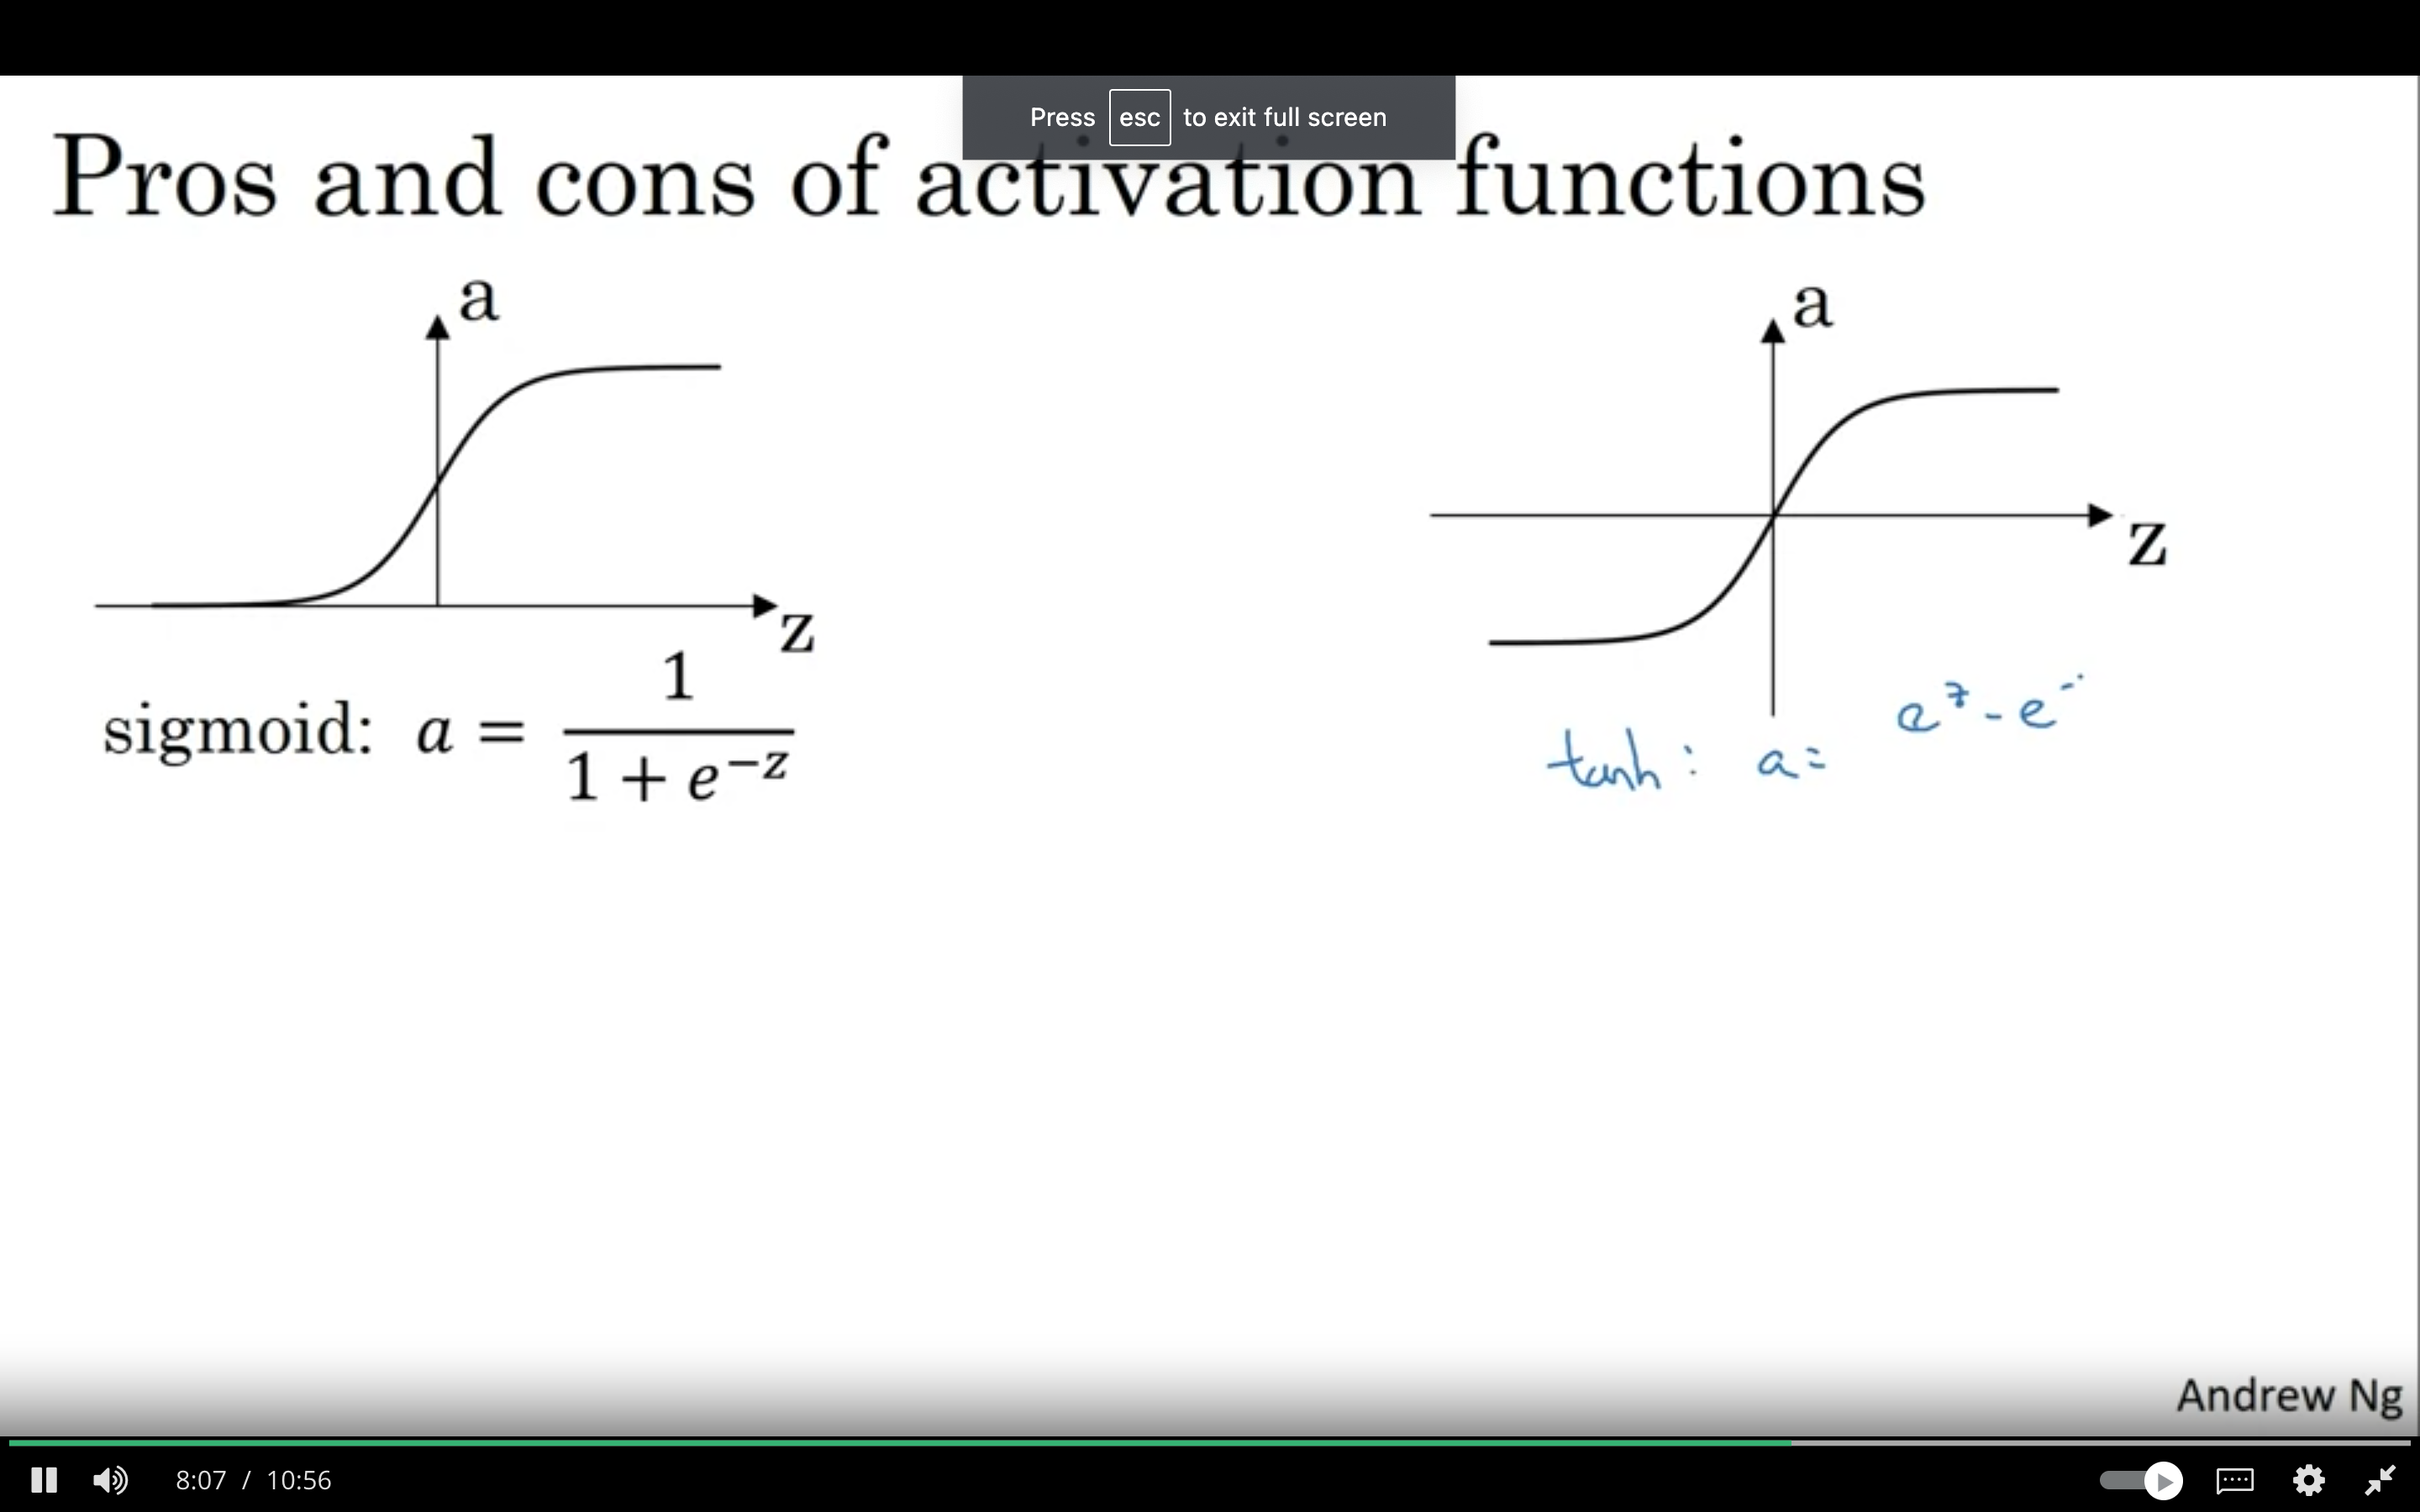 Press esc to exit full screen
Pros and cons of activation functions
a
z
sigmoid: a = 1 / (1 + e^−z)
a
z
tanh : a = e^z - e^-
Andrew Ng
8:07 / 10:56